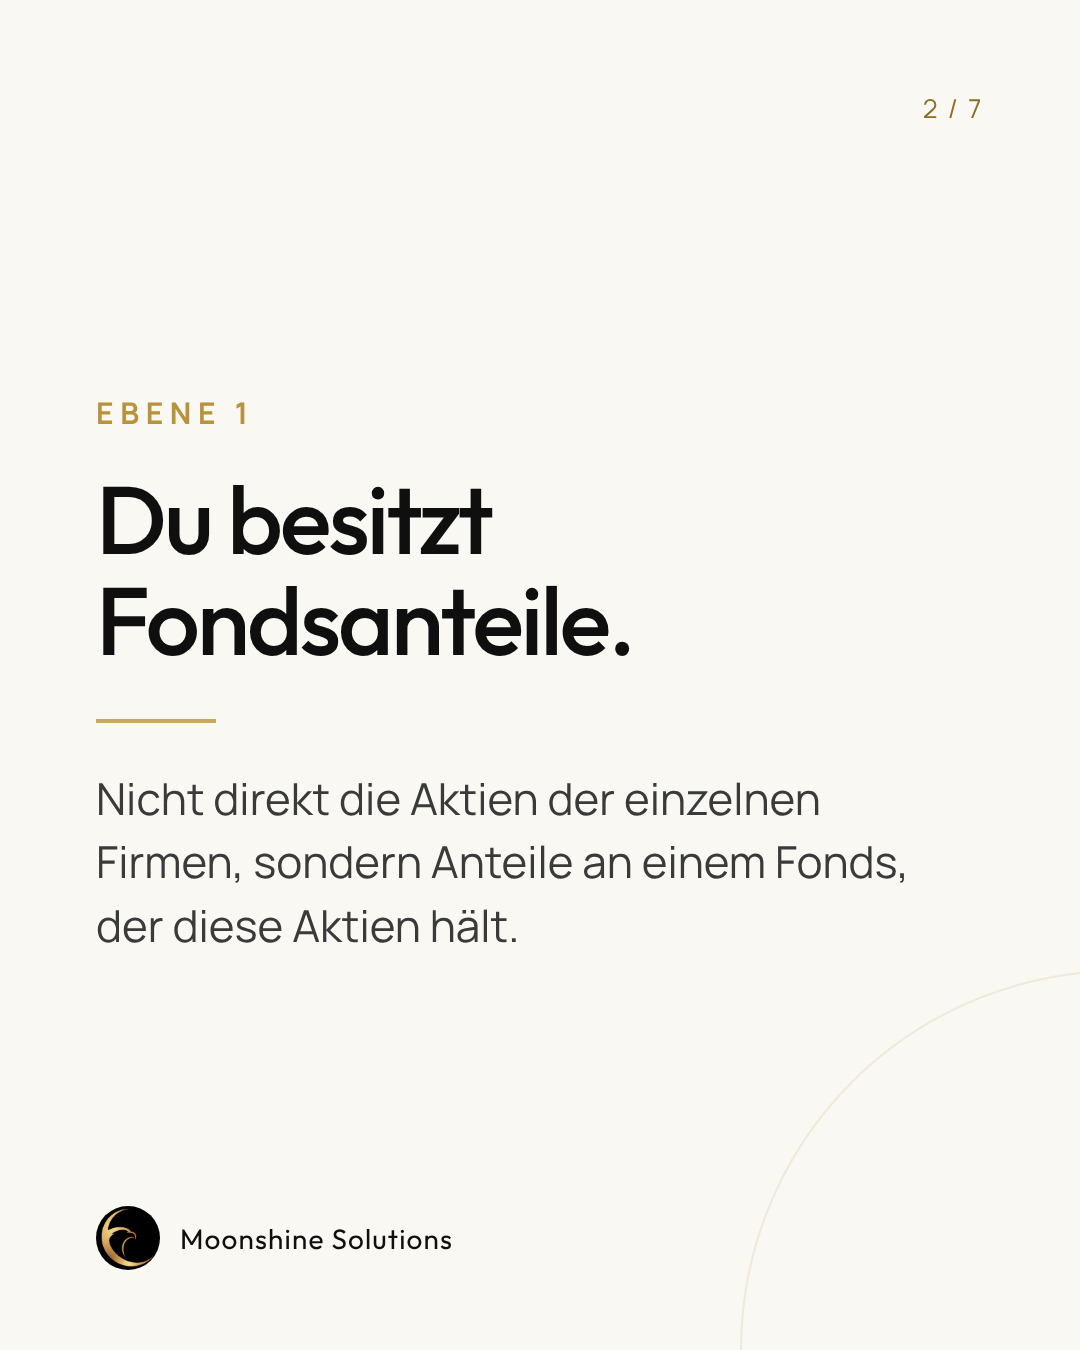 2 / 7
EBENE 1
Du besitzt
Fondsanteile.
Nicht direkt die Aktien der einzelnen
Firmen, sondern Anteile an einem Fonds,
der diese Aktien hält.
Moonshine Solutions